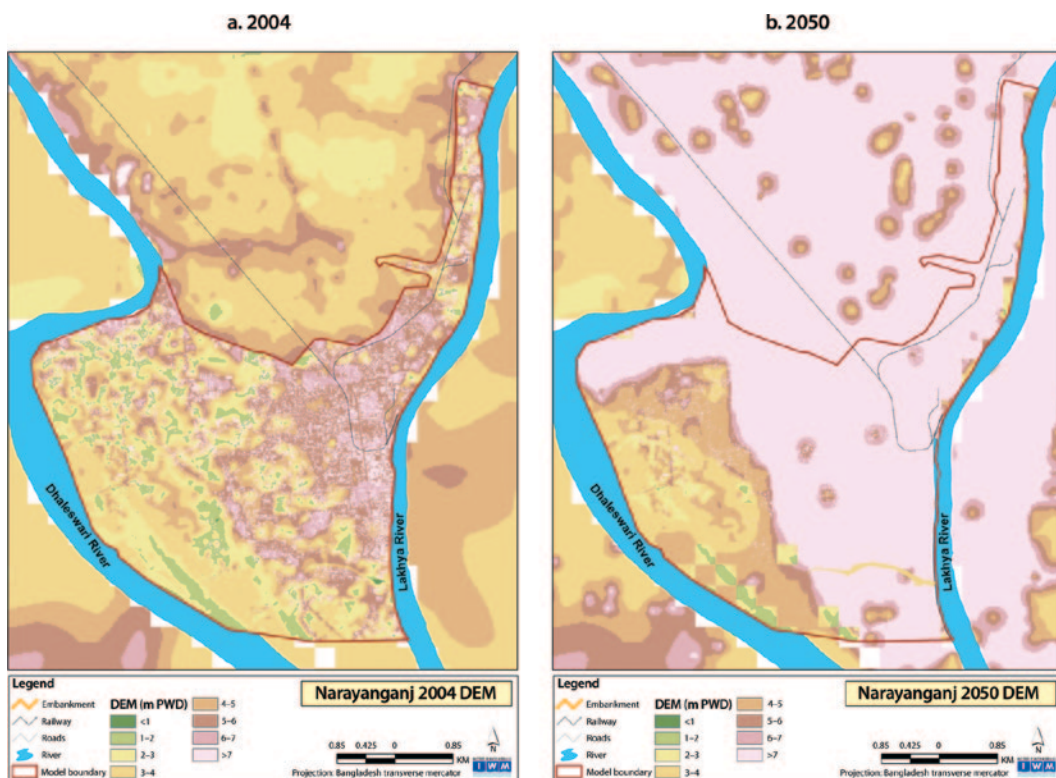 a. 2004
b. 2050
Dhaleswari River
Lakhya River
Dhaleswari River
Lakhya River
Legend
Embankment
Railway
Roads
River
Model boundary
DEM (m PWD)
<1
1–2
2–3
3–4
4–5
5–6
6–7
>7
Narayanganj 2004 DEM
N
0.85 0.425 0 0.85
KM
IWM
Projection: Bangladesh transverse mercator
Legend
Embankment
Railway
Roads
River
Model boundary
DEM (m PWD)
<1
1–2
2–3
3–4
4–5
5–6
6–7
>7
Narayanganj 2050 DEM
N
0.85 0.425 0 0.85
KM
IWM
Projection: Bangladesh transverse mercator